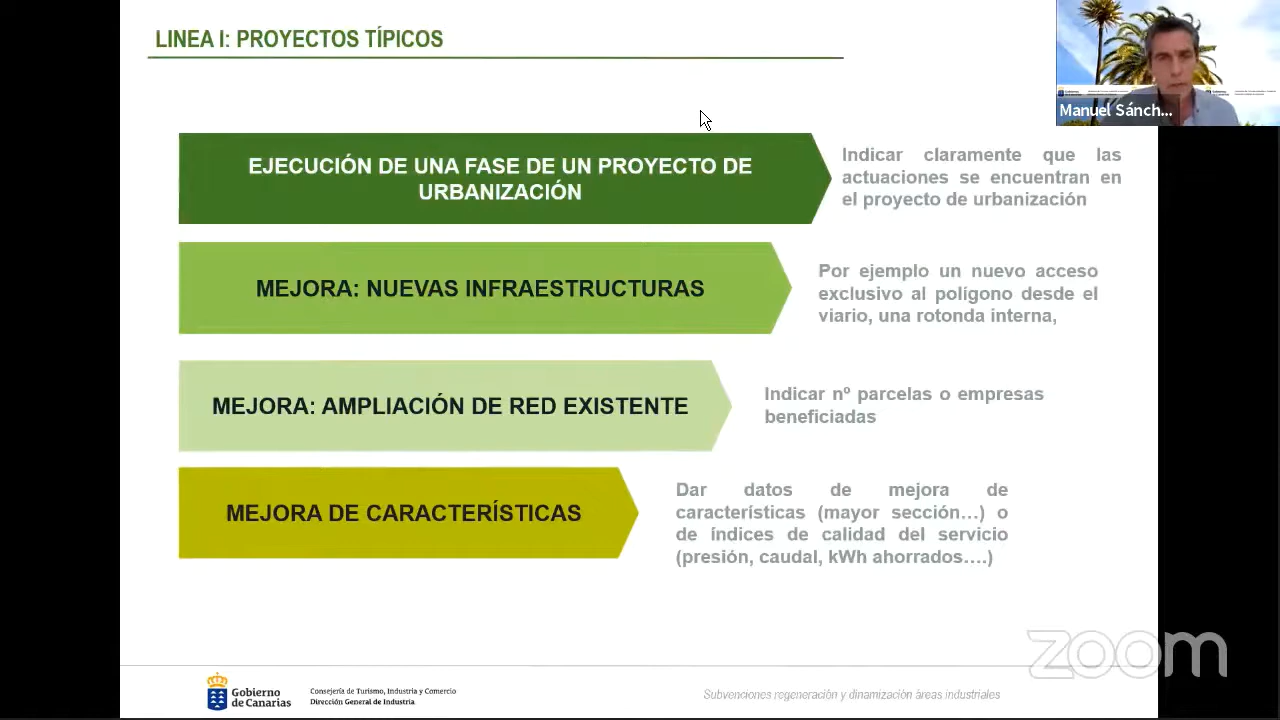 LINEA I: PROYECTOS TÍPICOS
Manuel Sánch...
EJECUCIÓN DE UNA FASE DE UN PROYECTO DE
URBANIZACIÓN
Indicar claramente que las
actuaciones se encuentran en
el proyecto de urbanización
MEJORA: NUEVAS INFRAESTRUCTURAS
Por ejemplo un nuevo acceso
exclusivo al polígono desde el
viario, una rotonda interna,
MEJORA: AMPLIACIÓN DE RED EXISTENTE
Indicar nº parcelas o empresas
beneficiadas
MEJORA DE CARACTERÍSTICAS
Dar datos de mejora de
características (mayor sección...) o
de índices de calidad del servicio
(presión, caudal, kWh ahorrados....)
zoom
Gobierno
de Canarias
Consejería de Turismo, Industria y Comercio
Dirección General de Industria
Subvenciones regeneración y dinamización áreas industriales